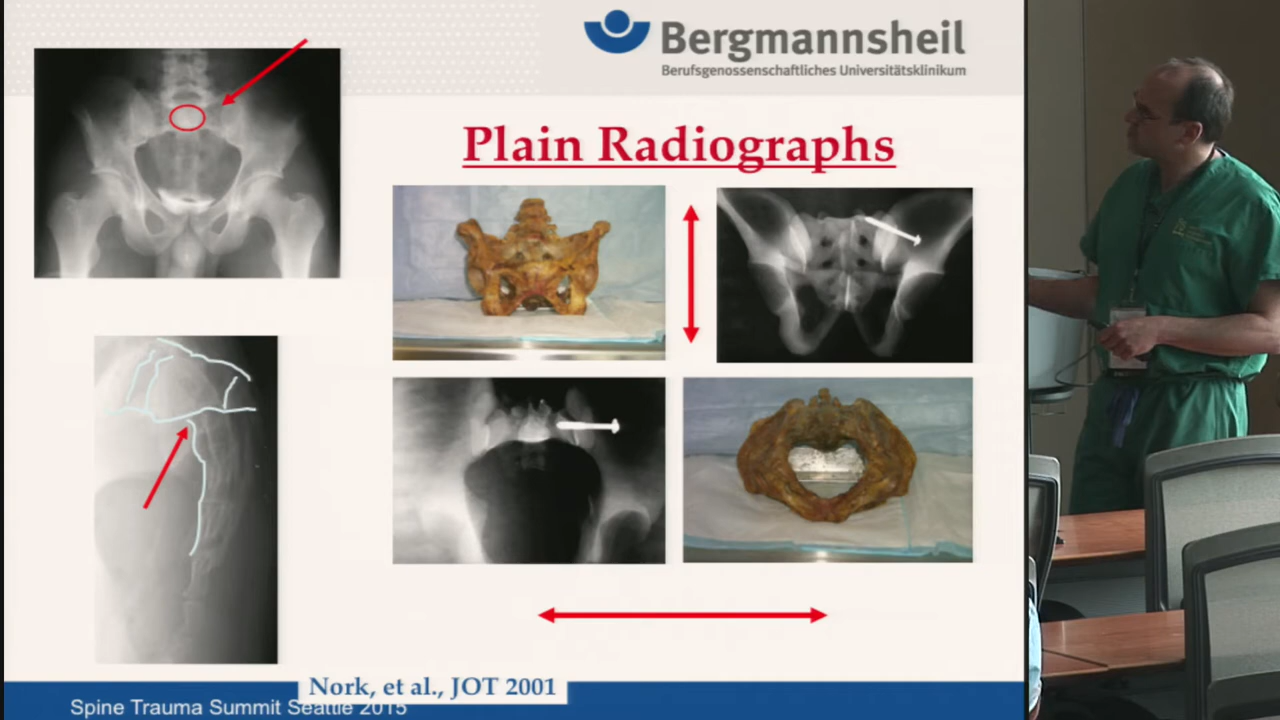 Bergmannsheil
Berufsgenossenschaftliches Universitätsklinikum
Plain Radiographs
Nork, et al., JOT 2001
Spine Trauma Summit Seattle 2015